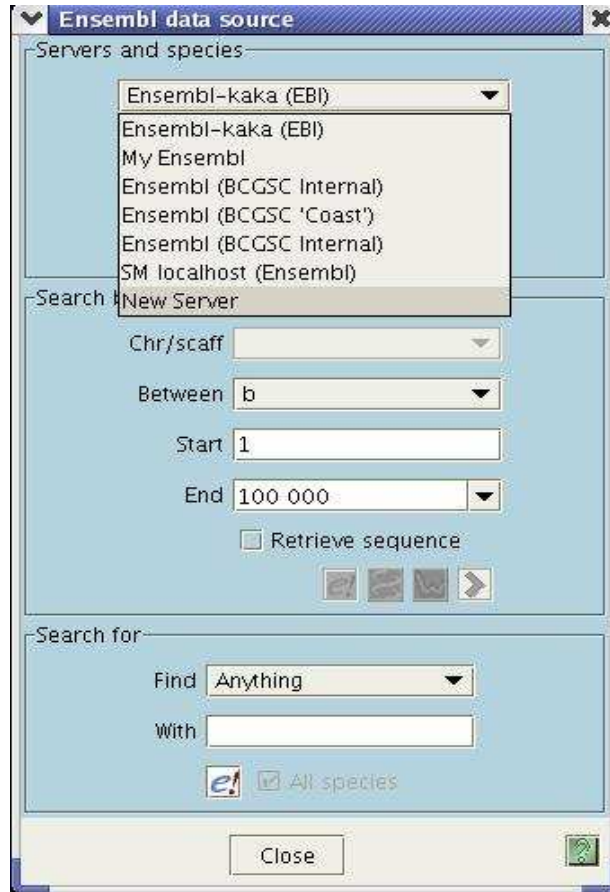 Ensembl data source
Servers and species
Ensembl-kaka (EBI)
Ensembl-kaka (EBI)
My Ensembl
Ensembl (BCGSC Internal)
Ensembl (BCGSC 'Coast')
Ensembl (BCGSC Internal)
SM localhost (Ensembl)
New Server
Search
Chr/scaff
Between b
Start 1
End 100 000
Retrieve sequence
e!
Search for
Find Anything
With
e! All species
Close ?